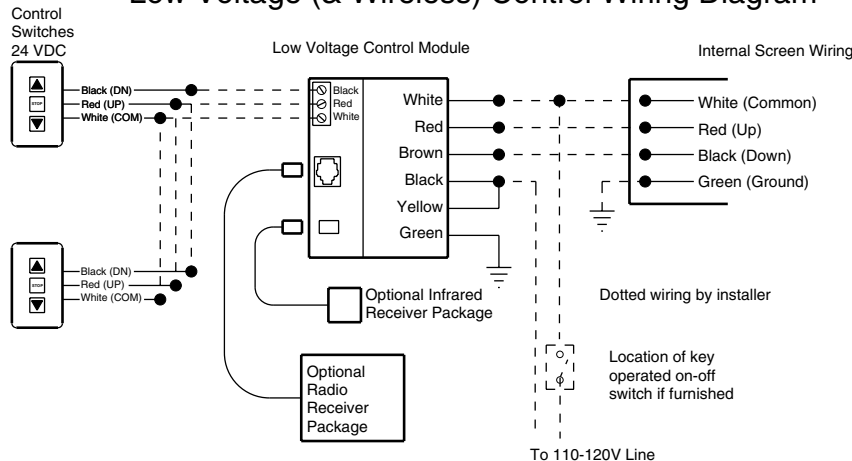 Low Voltage (& Wireless) Control Wiring Diagram
Control
Switches
24 VDC
Low Voltage Control Module
Internal Screen Wiring
STOP
Black (DN)
Red (UP)
White (COM)
Black
Red
White
White
Red
Brown
Black
Yellow
Green
White (Common)
Red (Up)
Black (Down)
Green (Ground)
STOP
Black (DN)
Red (UP)
White (COM)
Optional Infrared
Receiver Package
Dotted wiring by installer
Optional
Radio
Receiver
Package
Location of key
operated on-off
switch if furnished
To 110-120V Line